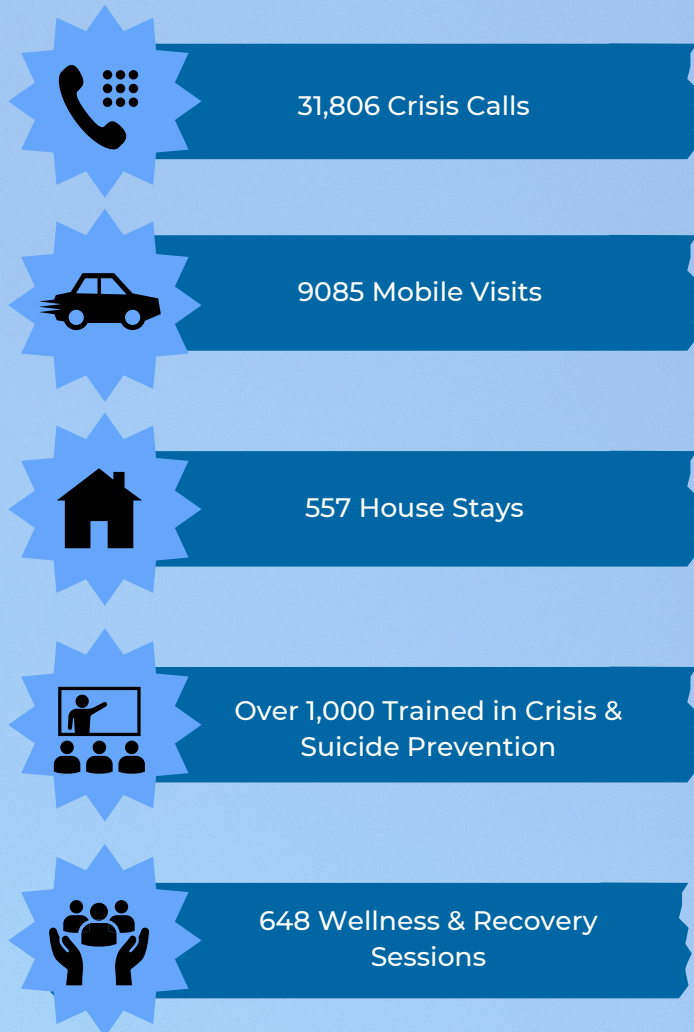 31,806 Crisis Calls
9085 Mobile Visits
557 House Stays
Over 1,000 Trained in Crisis &
Suicide Prevention
648 Wellness & Recovery
Sessions